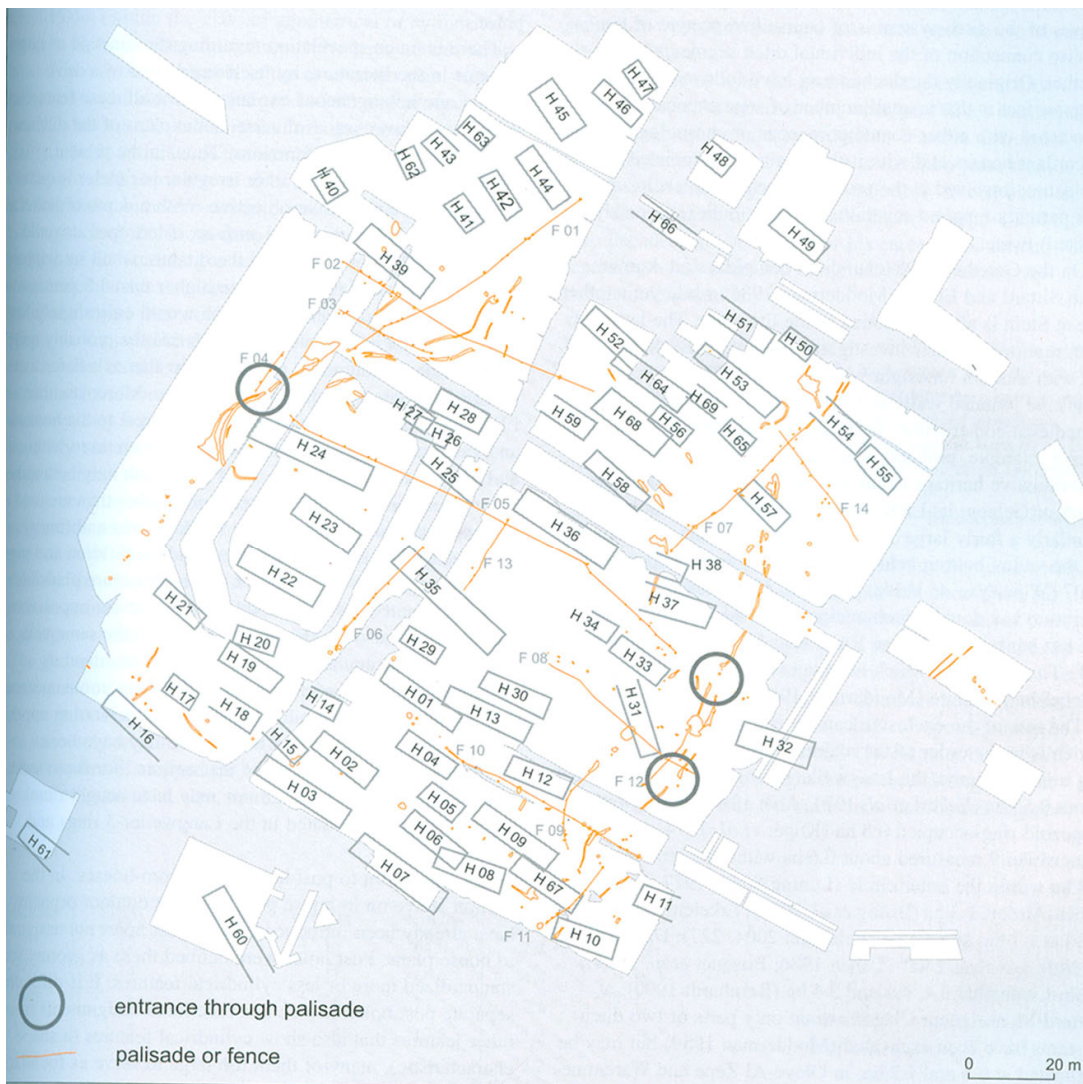 H 47
H 46
H 45
H 63
H 43
H 62
H 48
H 40
H 44
H 42
H 41
H 66
F 01
H 49
F 02
H 39
F 03
H 51
H 50
H 52
F 04
H 64
H 53
H 69
H 27
H 28
H 59
H 68
H 56
H 65
H 54
H 26
H 24
H 25
H 55
H 58
F 05
H 57
F 14
H 23
H 36
F 07
H 22
H 35
F 13
H 38
H 37
H 21
H 34
F 06
H 20
H 29
H 33
H 19
F 08
H 17
H 01
H 30
H 14
H 18
H 13
H 31
H 16
H 15
H 02
H 04
F 10
H 32
H 12
F 12
H 03
H 05
H 06
H 09
F 09
H 61
H 07
H 08
H 67
H 11
H 60
F 11
H 10
entrance through palisade
palisade or fence
0
20 m